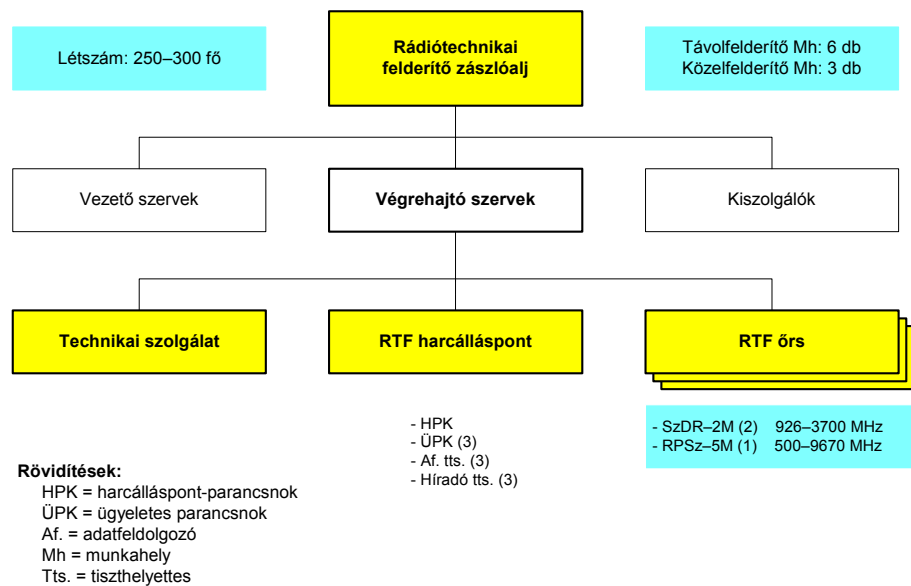 Létszám: 250–300 fő
Rádiótechnikai
felderítő zászlóalj
Távolfelderítő Mh: 6 db
Közelfelderítő Mh: 3 db
Vezető szervek
Végrehajtó szervek
Kiszolgálók
Technikai szolgálat
RTF harcálláspont
RTF őrs
- HPK
- ÜPK (3)
- Af. tts. (3)
- Híradó tts. (3)
- SzDR–2M (2) 926–3700 MHz
- RPSz–5M (1) 500–9670 MHz
Rövidítések:
HPK = harcálláspont-parancsnok
ÜPK = ügyeletes parancsnok
Af. = adatfeldolgozó
Mh = munkahely
Tts. = tiszthelyettes